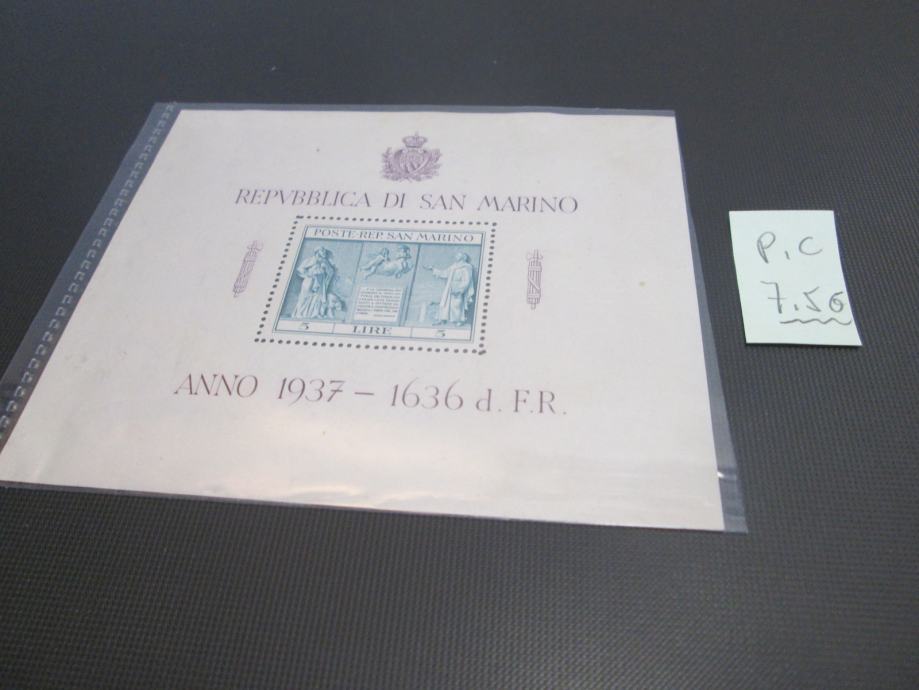 REPVBBLICA DI SAN MARINO
POSTE-REP. SAN MARINO
5 LIRE 5
ANNO 1937 – 1636 d. F.R.
P.C
7.50